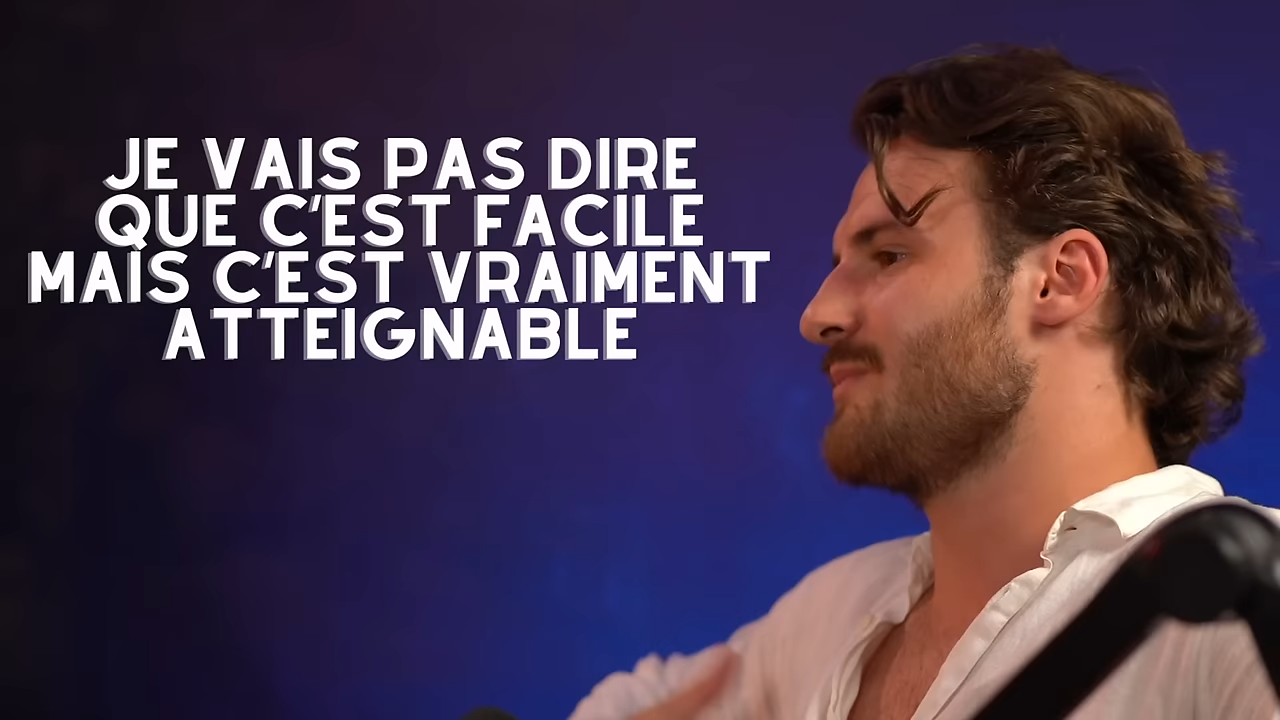 JE VAIS PAS DIRE
QUE C'EST FACILE
MAIS C'EST VRAIMENT
ATTEIGNABLE